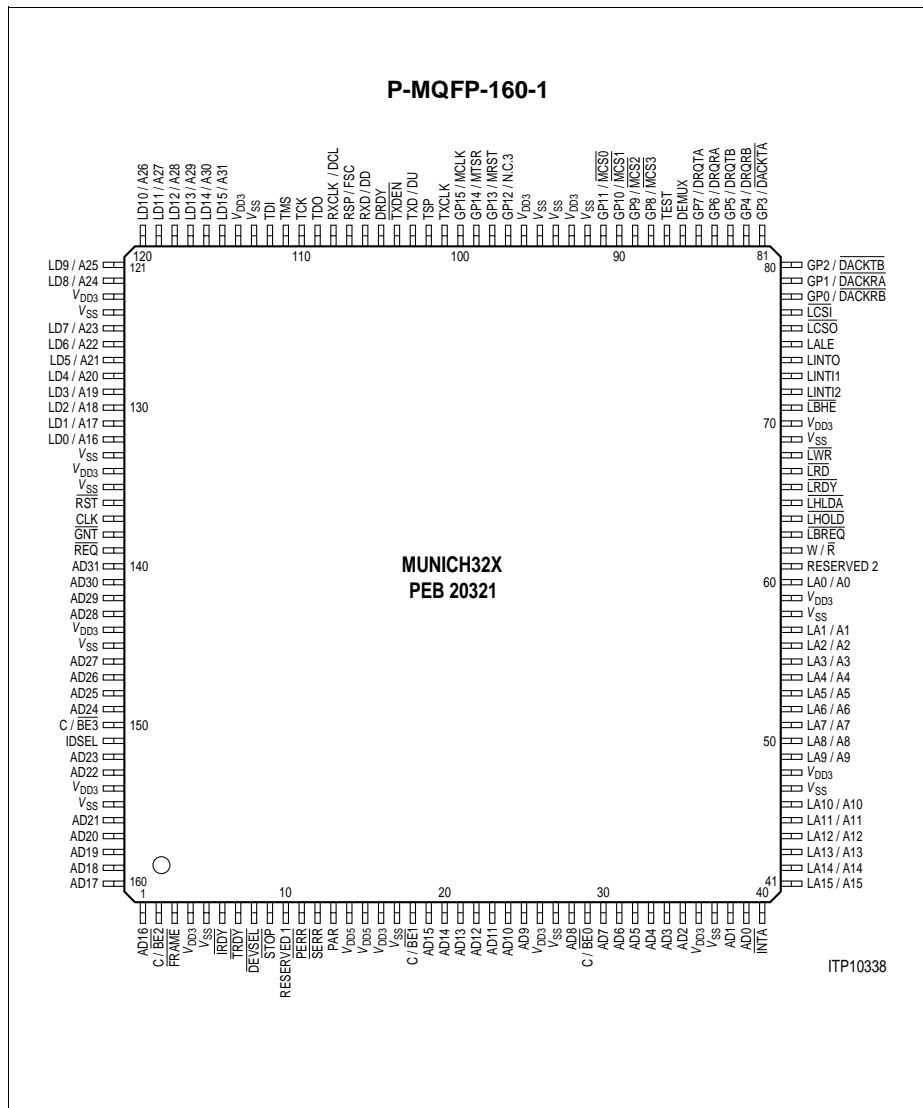 P-MQFP-160-1
LD10 / A26
LD11 / A27
LD12 / A28
LD13 / A29
LD14 / A30
LD15 / A31
VDD3
VSS
TDI
TMS
TCK
TDO
RXCLK / DCL
RSP / FSC
RXD / DD
DRDY
TXDEN
TXD / DU
TSP
TXCLK
GP15 / MCLK
GP14 / MTSR
GP13 / MRST
GP12 / N.C.3
VDD3
VSS
VSS
VDD3
VSS
GP11 / MCS0
GP10 / MCS1
GP9 / MCS2
GP8 / MCS3
TEST
DEMUX
GP7 / DRQTA
GP6 / DRQRA
GP5 / DRQTB
GP4 / DRQRB
GP3 / DACKTA
120
110
100
90
81
LD9 / A25
LD8 / A24
VDD3
VSS
LD7 / A23
LD6 / A22
LD5 / A21
LD4 / A20
LD3 / A19
LD2 / A18
LD1 / A17
LD0 / A16
VSS
VDD3
VSS
RST
CLK
GNT
REQ
AD31
AD30
AD29
AD28
VDD3
VSS
AD27
AD26
AD25
AD24
C / BE3
IDSEL
AD23
AD22
VDD3
VSS
AD21
AD20
AD19
AD18
AD17
121
130
140
150
160
MUNICH32X
PEB 20321
80
70
60
50
41
GP2 / DACKTB
GP1 / DACKRA
GP0 / DACKRB
LCSI
LCSO
LALE
LINTO
LINTI1
LINTI2
LBHE
VDD3
VSS
LWR
LRD
LRDY
LHLDA
LHOLD
LBREQ
W / R
RESERVED 2
LA0 / A0
VDD3
VSS
LA1 / A1
LA2 / A2
LA3 / A3
LA4 / A4
LA5 / A5
LA6 / A6
LA7 / A7
LA8 / A8
LA9 / A9
VDD3
VSS
LA10 / A10
LA11 / A11
LA12 / A12
LA13 / A13
LA14 / A14
LA15 / A15
1
10
20
30
40
AD16
C / BE2
FRAME
VDD3
VSS
IRDY
TRDY
DEVSEL
STOP
RESERVED 1
PERR
SERR
PAR
VDD5
VDD5
VDD3
VSS
C / BE1
AD15
AD14
AD13
AD12
AD11
AD10
AD9
VDD3
VSS
AD8
C / BE0
AD7
AD6
AD5
AD4
AD3
AD2
VDD3
VSS
AD1
AD0
INTA
ITP10338